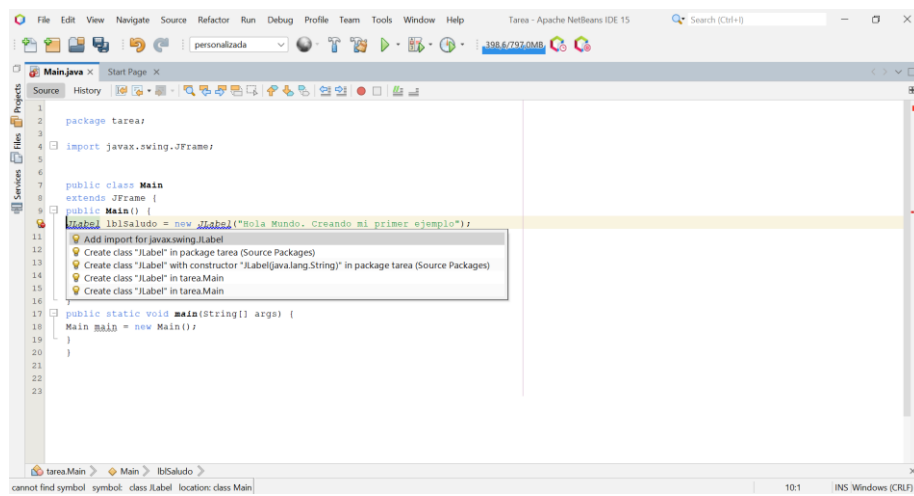 File Edit View Navigate Source Refactor Run Debug Profile Team Tools Window Help Tarea - Apache NetBeans IDE 15 Search (Ctrl+I)
personalizada 398.6/797.0MB
Main.java × Start Page ×
Source History
Projects
Files
Services
1
2 package tarea;
3
4 import javax.swing.JFrame;
5
6
7 public class Main
8 extends JFrame {
9 public Main() {
JLabel lblSaludo = new JLabel("Hola Mundo. Creando mi primer ejemplo");
11 Add import for javax.swing.JLabel
12 Create class "JLabel" in package tarea (Source Packages)
13 Create class "JLabel" with constructor "JLabel(java.lang.String)" in package tarea (Source Packages)
14 Create class "JLabel" in tarea.Main
15 Create class "JLabel" in tarea.Main
16 }
17 public static void main(String[] args) {
18 Main main = new Main();
19 }
20 }
21
22
23
tarea.Main Main lblSaludo
cannot find symbol symbol: class JLabel location: class Main 10:1 INS Windows (CRLF)